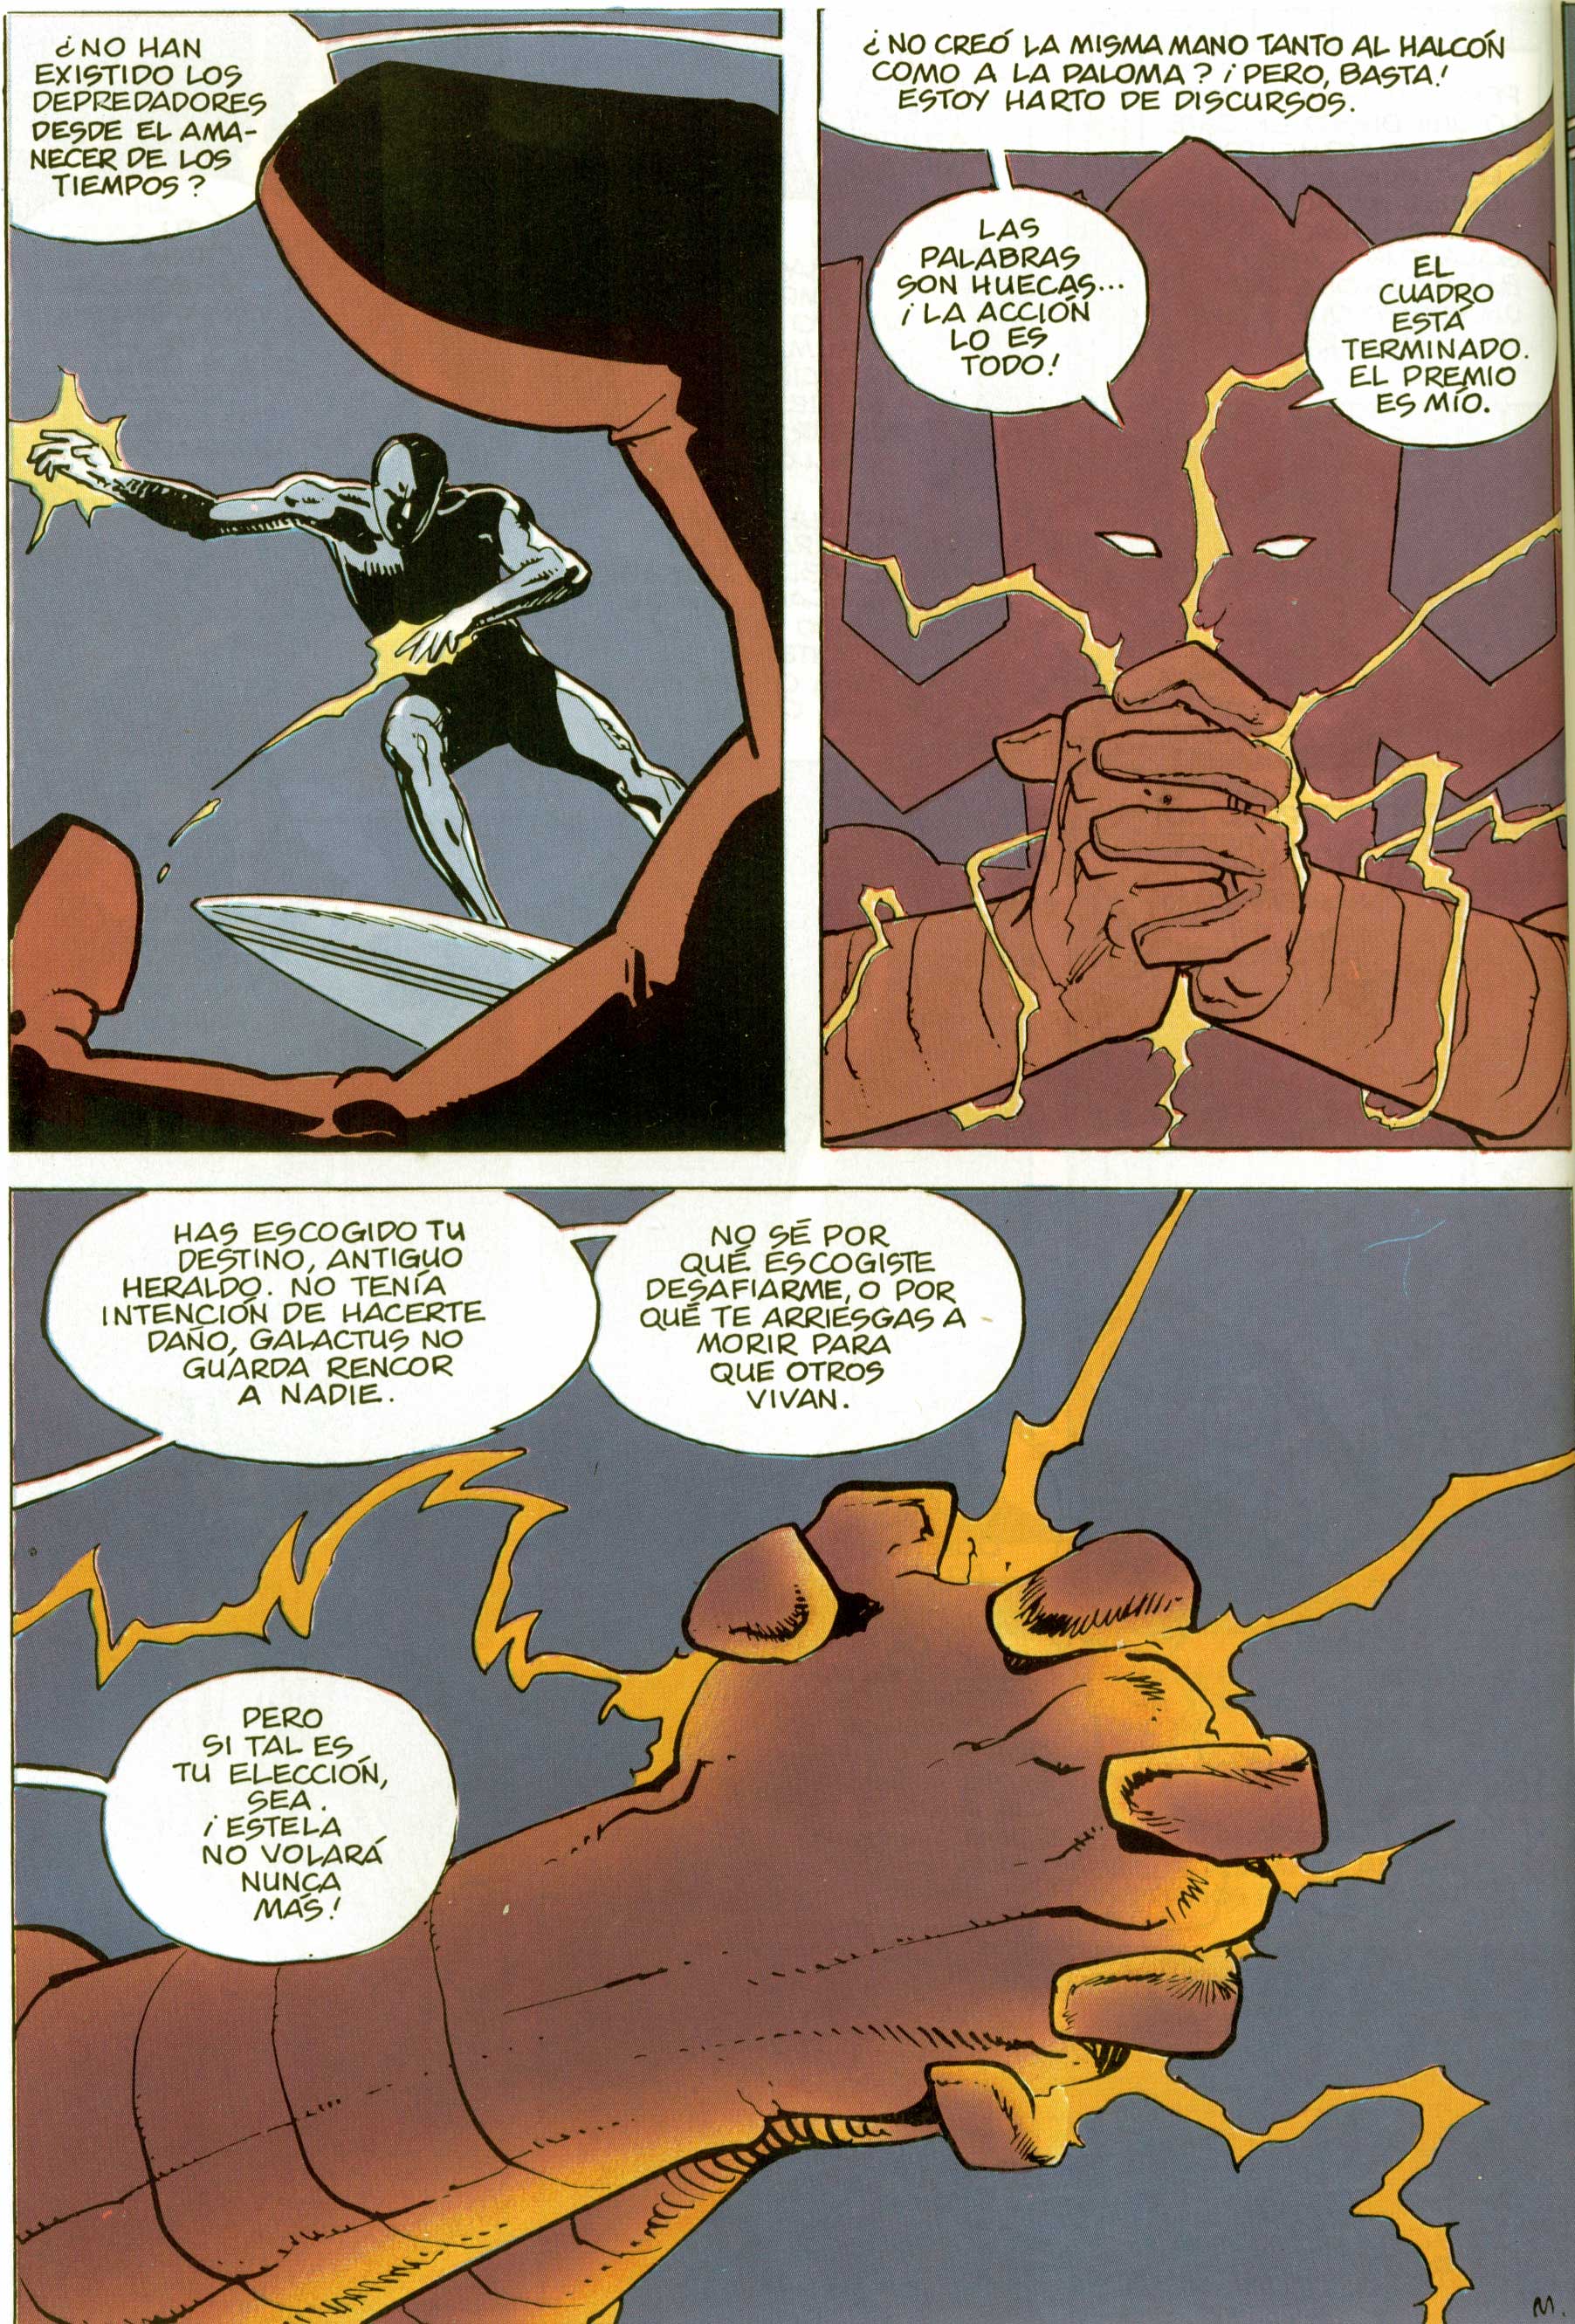 ¿NO HAN
EXISTIDO LOS
DEPREDADORES
DESDE EL AMA-
NECER DE LOS
TIEMPOS?
¿NO CREÓ LA MISMA MANO TANTO AL HALCÓN
COMO A LA PALOMA? ¡PERO, BASTA!
ESTOY HARTO DE DISCURSOS.
LAS
PALABRAS
SON HUECAS...
¡LA ACCIÓN
LO ES
TODO!
EL
CUADRO
ESTÁ
TERMINADO.
EL PREMIO
ES MÍO.
HAS ESCOGIDO TU
DESTINO, ANTIGUO
HERALDO. NO TENÍA
INTENCIÓN DE HACERTE
DAÑO, GALACTUS NO
GUARDA RENCOR
A NADIE.
NO SÉ POR
QUÉ ESCOGISTE
DESAFIARME, O POR
QUÉ TE ARRIESGAS A
MORIR PARA
QUE OTROS
VIVAN.
PERO
SI TAL ES
TU ELECCIÓN,
SEA.
¡ESTELA
NO VOLARÁ
NUNCA
MÁS!